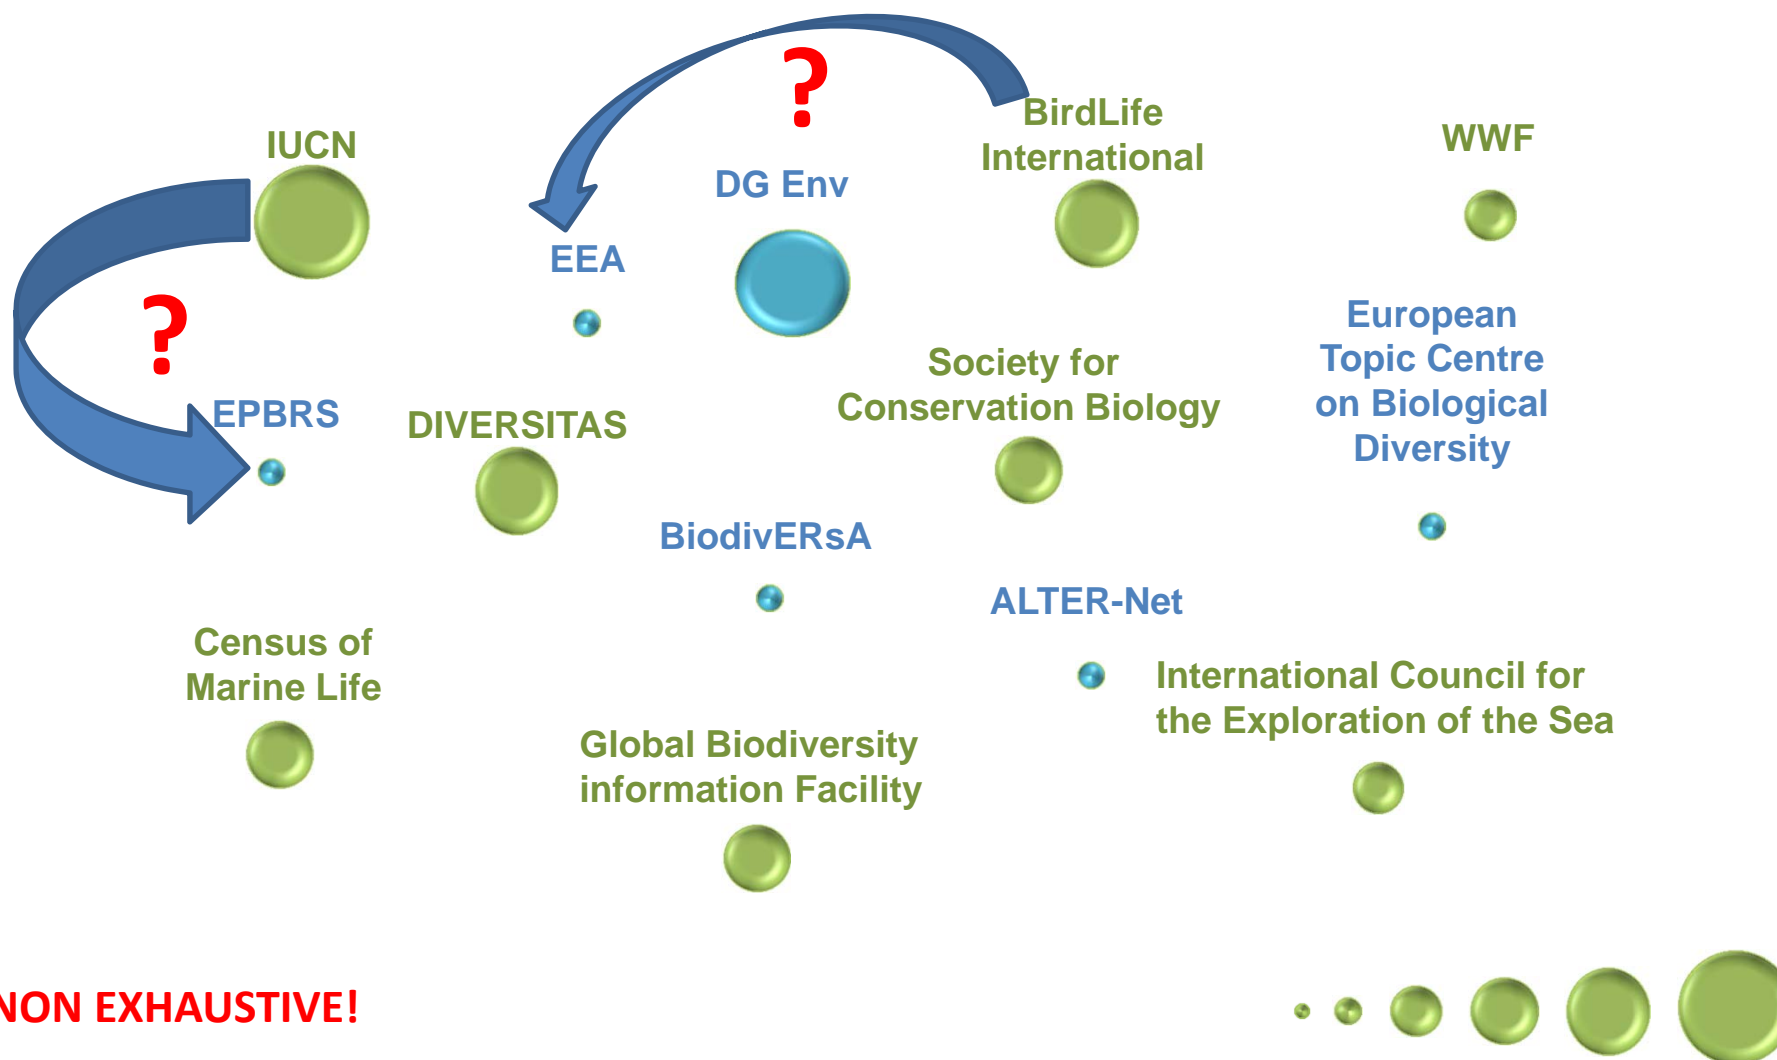 ?
BirdLife
International
IUCN
WWF
DG Env
EEA
?
European
Topic Centre
on Biological
Diversity
Society for
Conservation Biology
EPBRS
DIVERSITAS
BiodivERsA
ALTER-Net
Census of
Marine Life
International Council for
the Exploration of the Sea
Global Biodiversity
information Facility
NON EXHAUSTIVE!